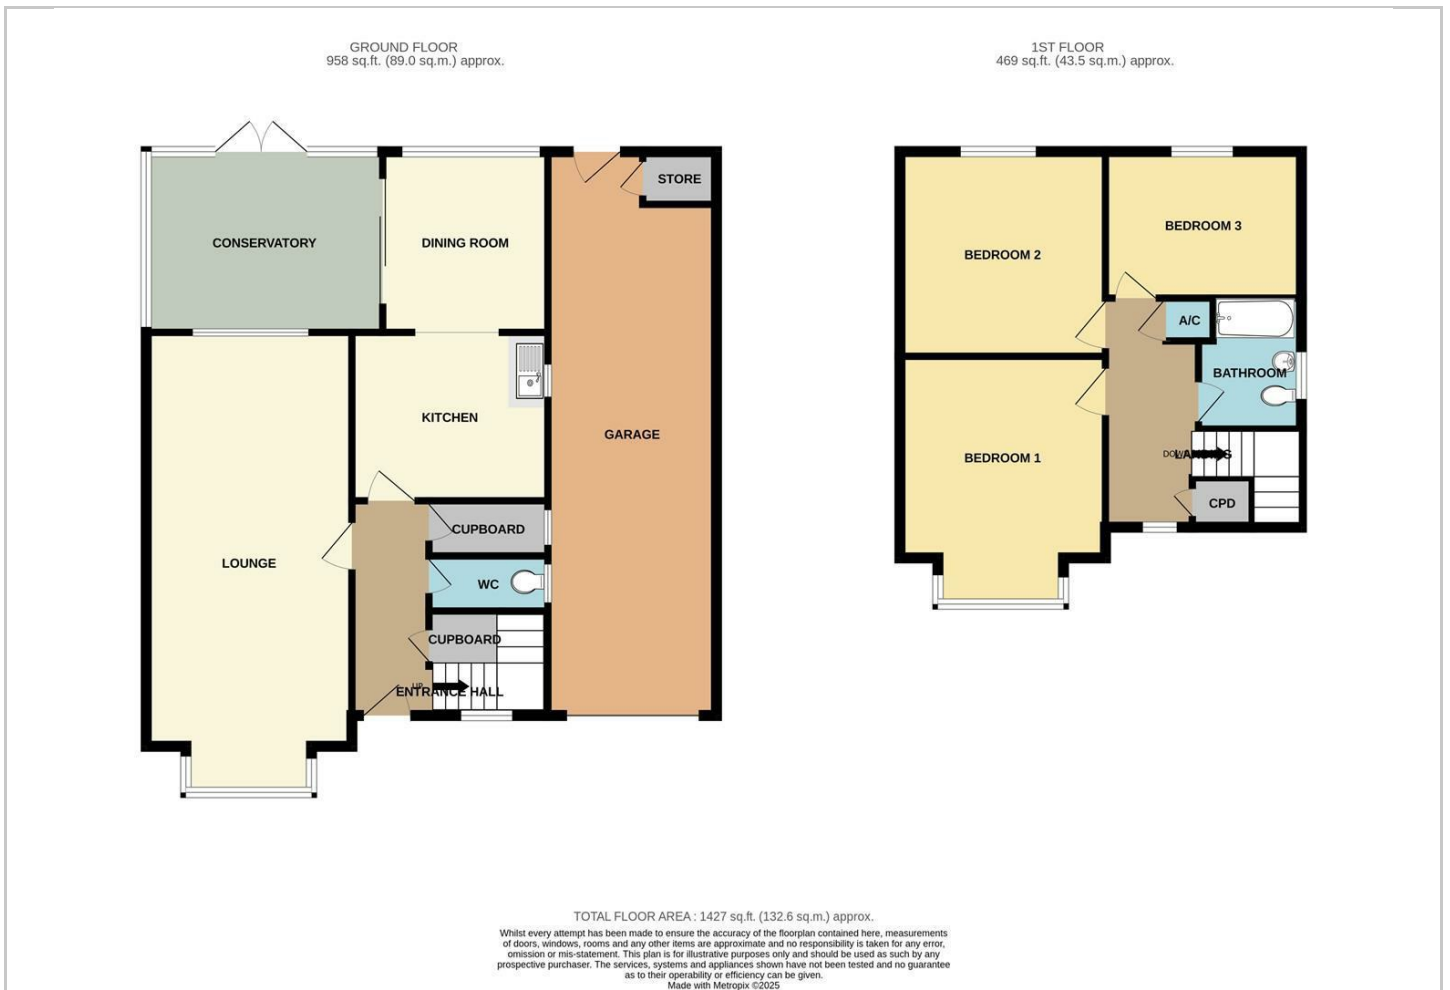 GROUND FLOOR
958 sq.ft. (89.0 sq.m.) approx.
1ST FLOOR
469 sq.ft. (43.5 sq.m.) approx.
CONSERVATORY
DINING ROOM
STORE
KITCHEN
GARAGE
LOUNGE
CUPBOARD
WC
CUPBOARD
UP
ENTRANCE HALL
BEDROOM 2
BEDROOM 3
A/C
BATHROOM
BEDROOM 1
DOWN
LANDING
CPD
TOTAL FLOOR AREA : 1427 sq.ft. (132.6 sq.m.) approx.
Whilst every attempt has been made to ensure the accuracy of the floorplan contained here, measurements
of doors, windows, rooms and any other items are approximate and no responsibility is taken for any error,
omission or mis-statement. This plan is for illustrative purposes only and should be used as such by any
prospective purchaser. The services, systems and appliances shown have not been tested and no guarantee
as to their operability or efficiency can be given.
Made with Metropix ©2025